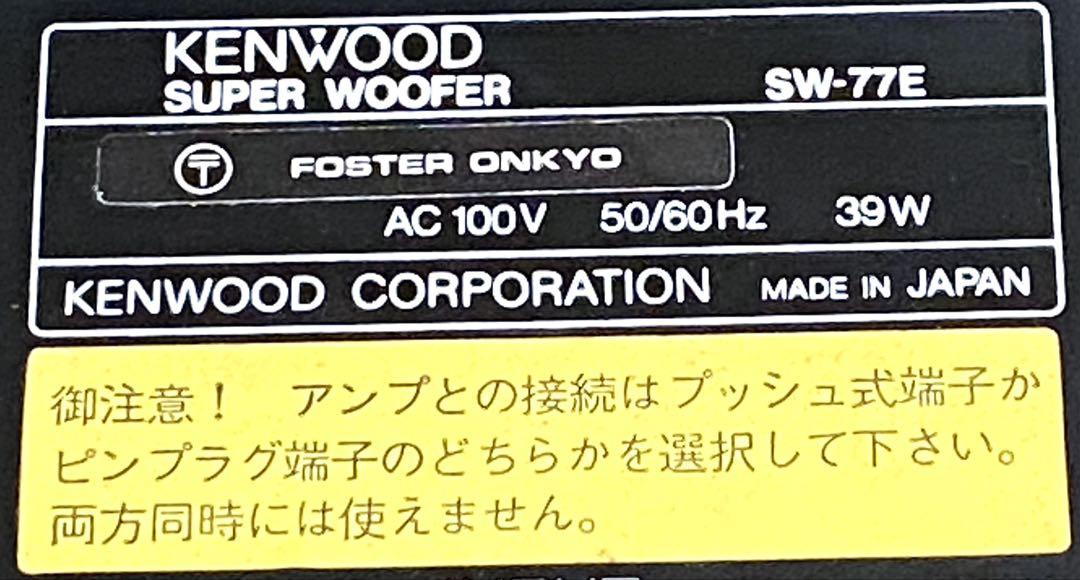 KENWOOD
SUPER WOOFER SW-77E
〒 FOSTER ONKYO
AC 100V 50/60Hz 39W
KENWOOD CORPORATION MADE IN JAPAN
御注意！ アンプとの接続はプッシュ式端子か
ピンプラグ端子のどちらかを選択して下さい。
両方同時には使えません。